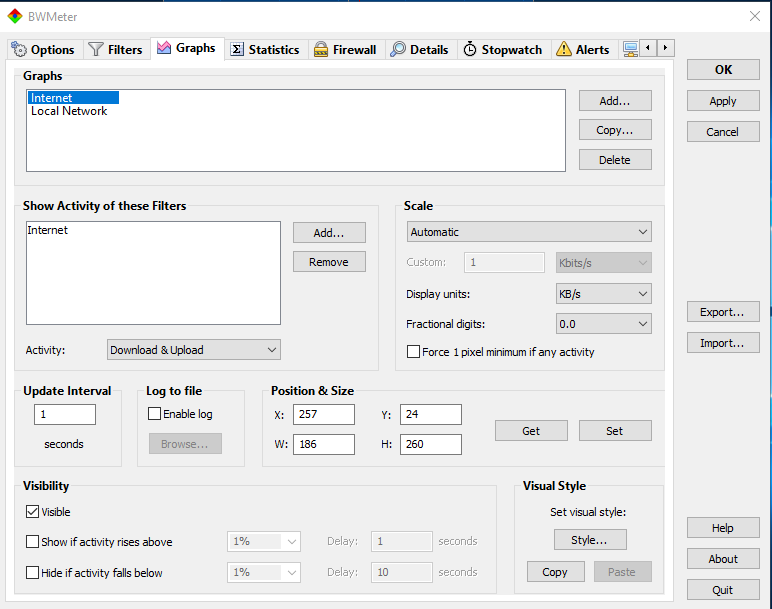 BWMeter
Options Filters Graphs Statistics Firewall Details Stopwatch Alerts
Graphs
Internet
Local Network
Add...
Copy...
Delete
OK
Apply
Cancel
Show Activity of these Filters
Internet
Add...
Remove
Activity: Download & Upload
Scale
Automatic
Custom: 1 Kbits/s
Display units: KB/s
Fractional digits: 0.0
Force 1 pixel minimum if any activity
Export...
Import...
Update Interval
1
seconds
Log to file
Enable log
Browse...
Position & Size
X: 257 Y: 24
W: 186 H: 260
Get Set
Visibility
Visible
Show if activity rises above 1% Delay: 1 seconds
Hide if activity falls below 1% Delay: 10 seconds
Visual Style
Set visual style:
Style...
Copy Paste
Help
About
Quit